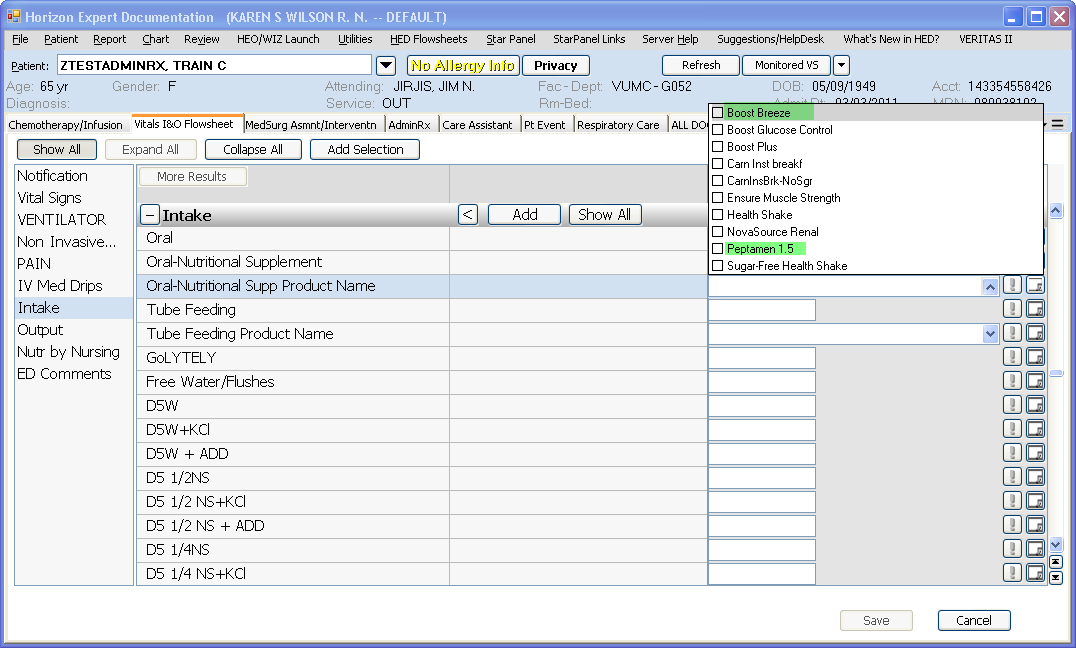 Horizon Expert Documentation (KAREN S WILSON R. N. -- DEFAULT)
File Patient Report Chart Review HEO/WIZ Launch Utilities HED Flowsheets Star Panel StarPanel Links Server Help Suggestions/HelpDesk What's New in HED? VERITAS II
Patient: ZTESTADMINRX, TRAIN C No Allergy Info Privacy Refresh Monitored VS
Age: 65 yr Gender: F Attending: JIRJIS, JIM N. Fac - Dept: VUMC - G052 DOB: 05/09/1949 Acct: 143354558426
Diagnosis: Service: OUT Rm-Bed:
Chemotherapy/Infusion Vitals I&O Flowsheet MedSurg Asmnt/Interventn AdminRx Care Assistant Pt Event Respiratory Care ALL DO
Show All Expand All Collapse All Add Selection
Boost Breeze
Boost Glucose Control
Boost Plus
Carn Inst breakf
CarnInsBrk-NoSgr
Ensure Muscle Strength
Health Shake
NovaSource Renal
Peptamen 1.5
Sugar-Free Health Shake
Notification
Vital Signs
VENTILATOR
Non Invasive...
PAIN
IV Med Drips
Intake
Output
Nutr by Nursing
ED Comments
More Results
− Intake < Add Show All
Oral
Oral-Nutritional Supplement
Oral-Nutritional Supp Product Name
Tube Feeding
Tube Feeding Product Name
GoLYTELY
Free Water/Flushes
D5W
D5W+KCl
D5W + ADD
D5 1/2NS
D5 1/2 NS+KCl
D5 1/2 NS + ADD
D5 1/4NS
D5 1/4 NS+KCl
Save Cancel